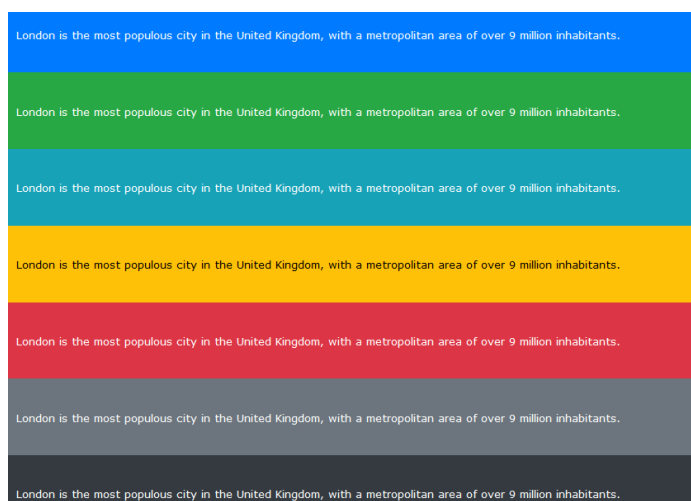 London is the most populous city in the United Kingdom, with a metropolitan area of over 9 million inhabitants.
London is the most populous city in the United Kingdom, with a metropolitan area of over 9 million inhabitants.
London is the most populous city in the United Kingdom, with a metropolitan area of over 9 million inhabitants.
London is the most populous city in the United Kingdom, with a metropolitan area of over 9 million inhabitants.
London is the most populous city in the United Kingdom, with a metropolitan area of over 9 million inhabitants.
London is the most populous city in the United Kingdom, with a metropolitan area of over 9 million inhabitants.
London is the most populous city in the United Kingdom, with a metropolitan area of over 9 million inhabitants.